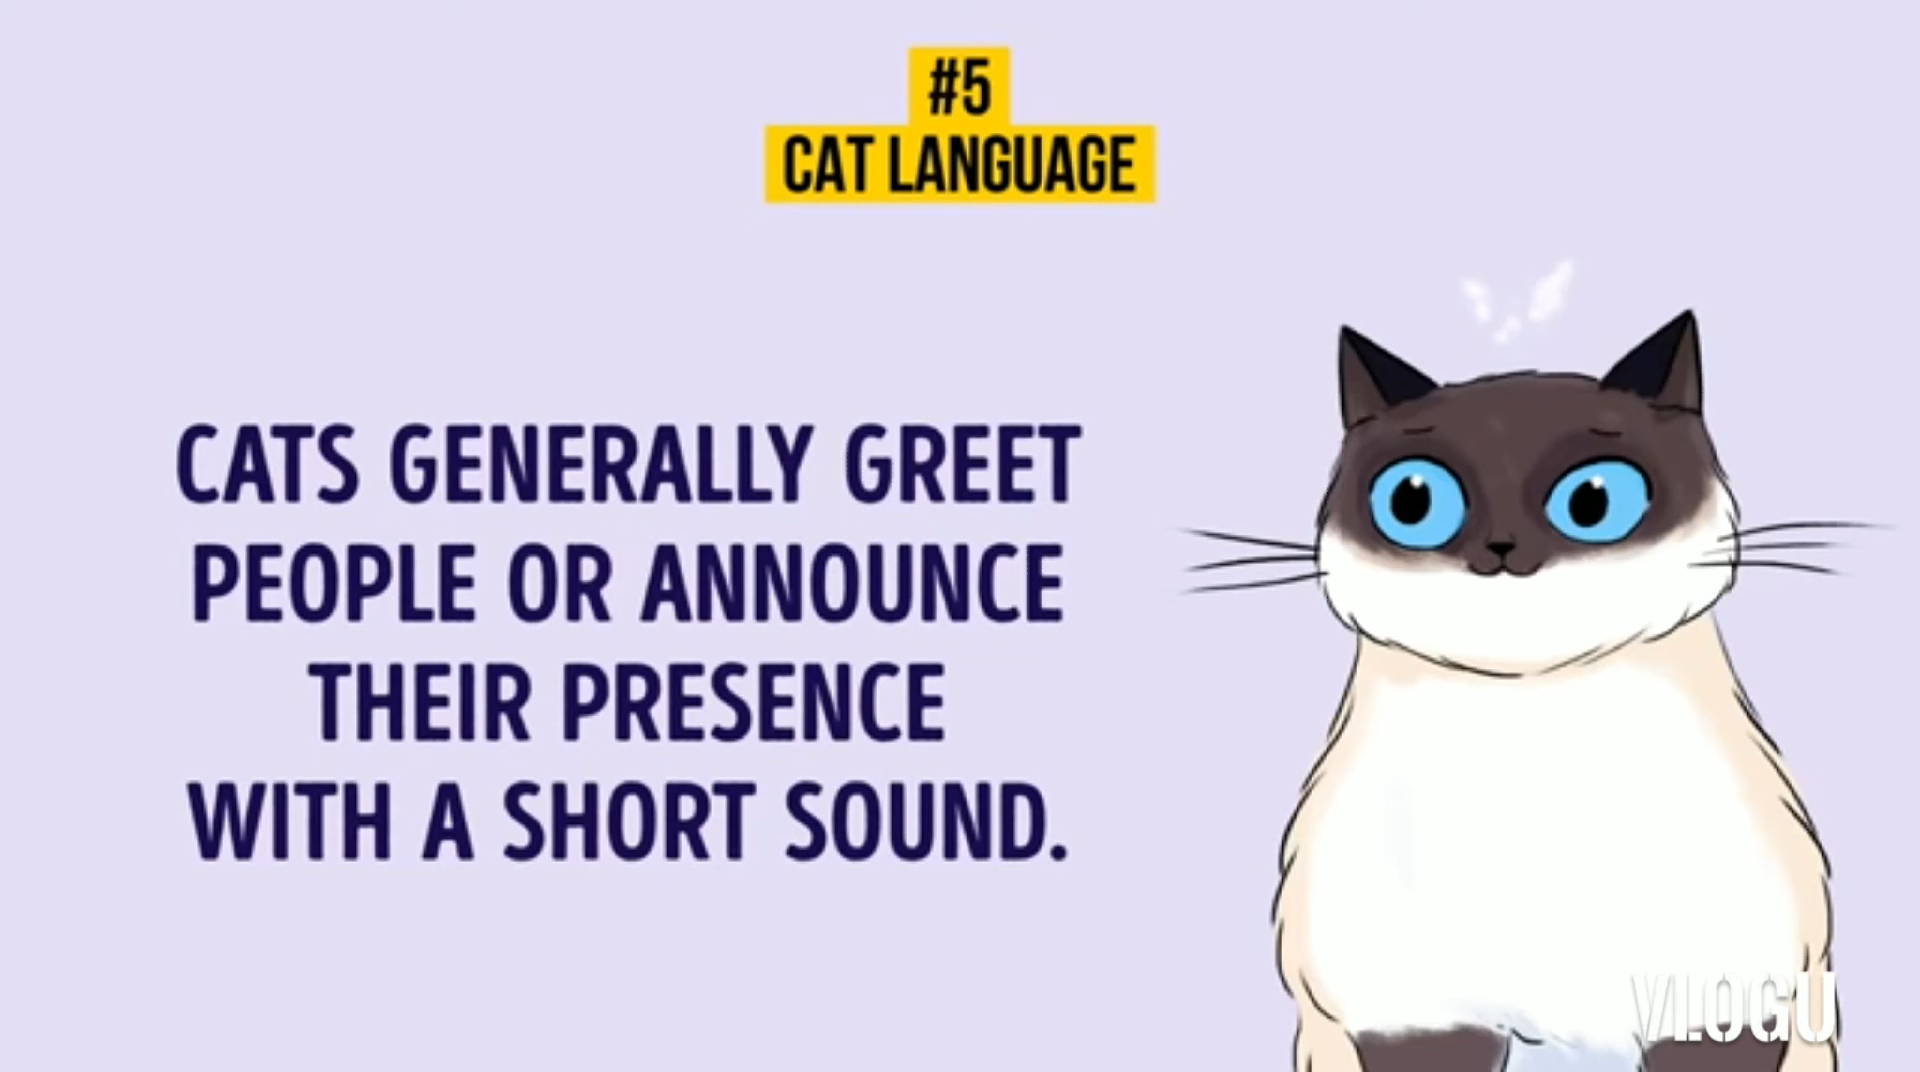 #5
CAT LANGUAGE
CATS GENERALLY GREET
PEOPLE OR ANNOUNCE
THEIR PRESENCE
WITH A SHORT SOUND.
VLOGU